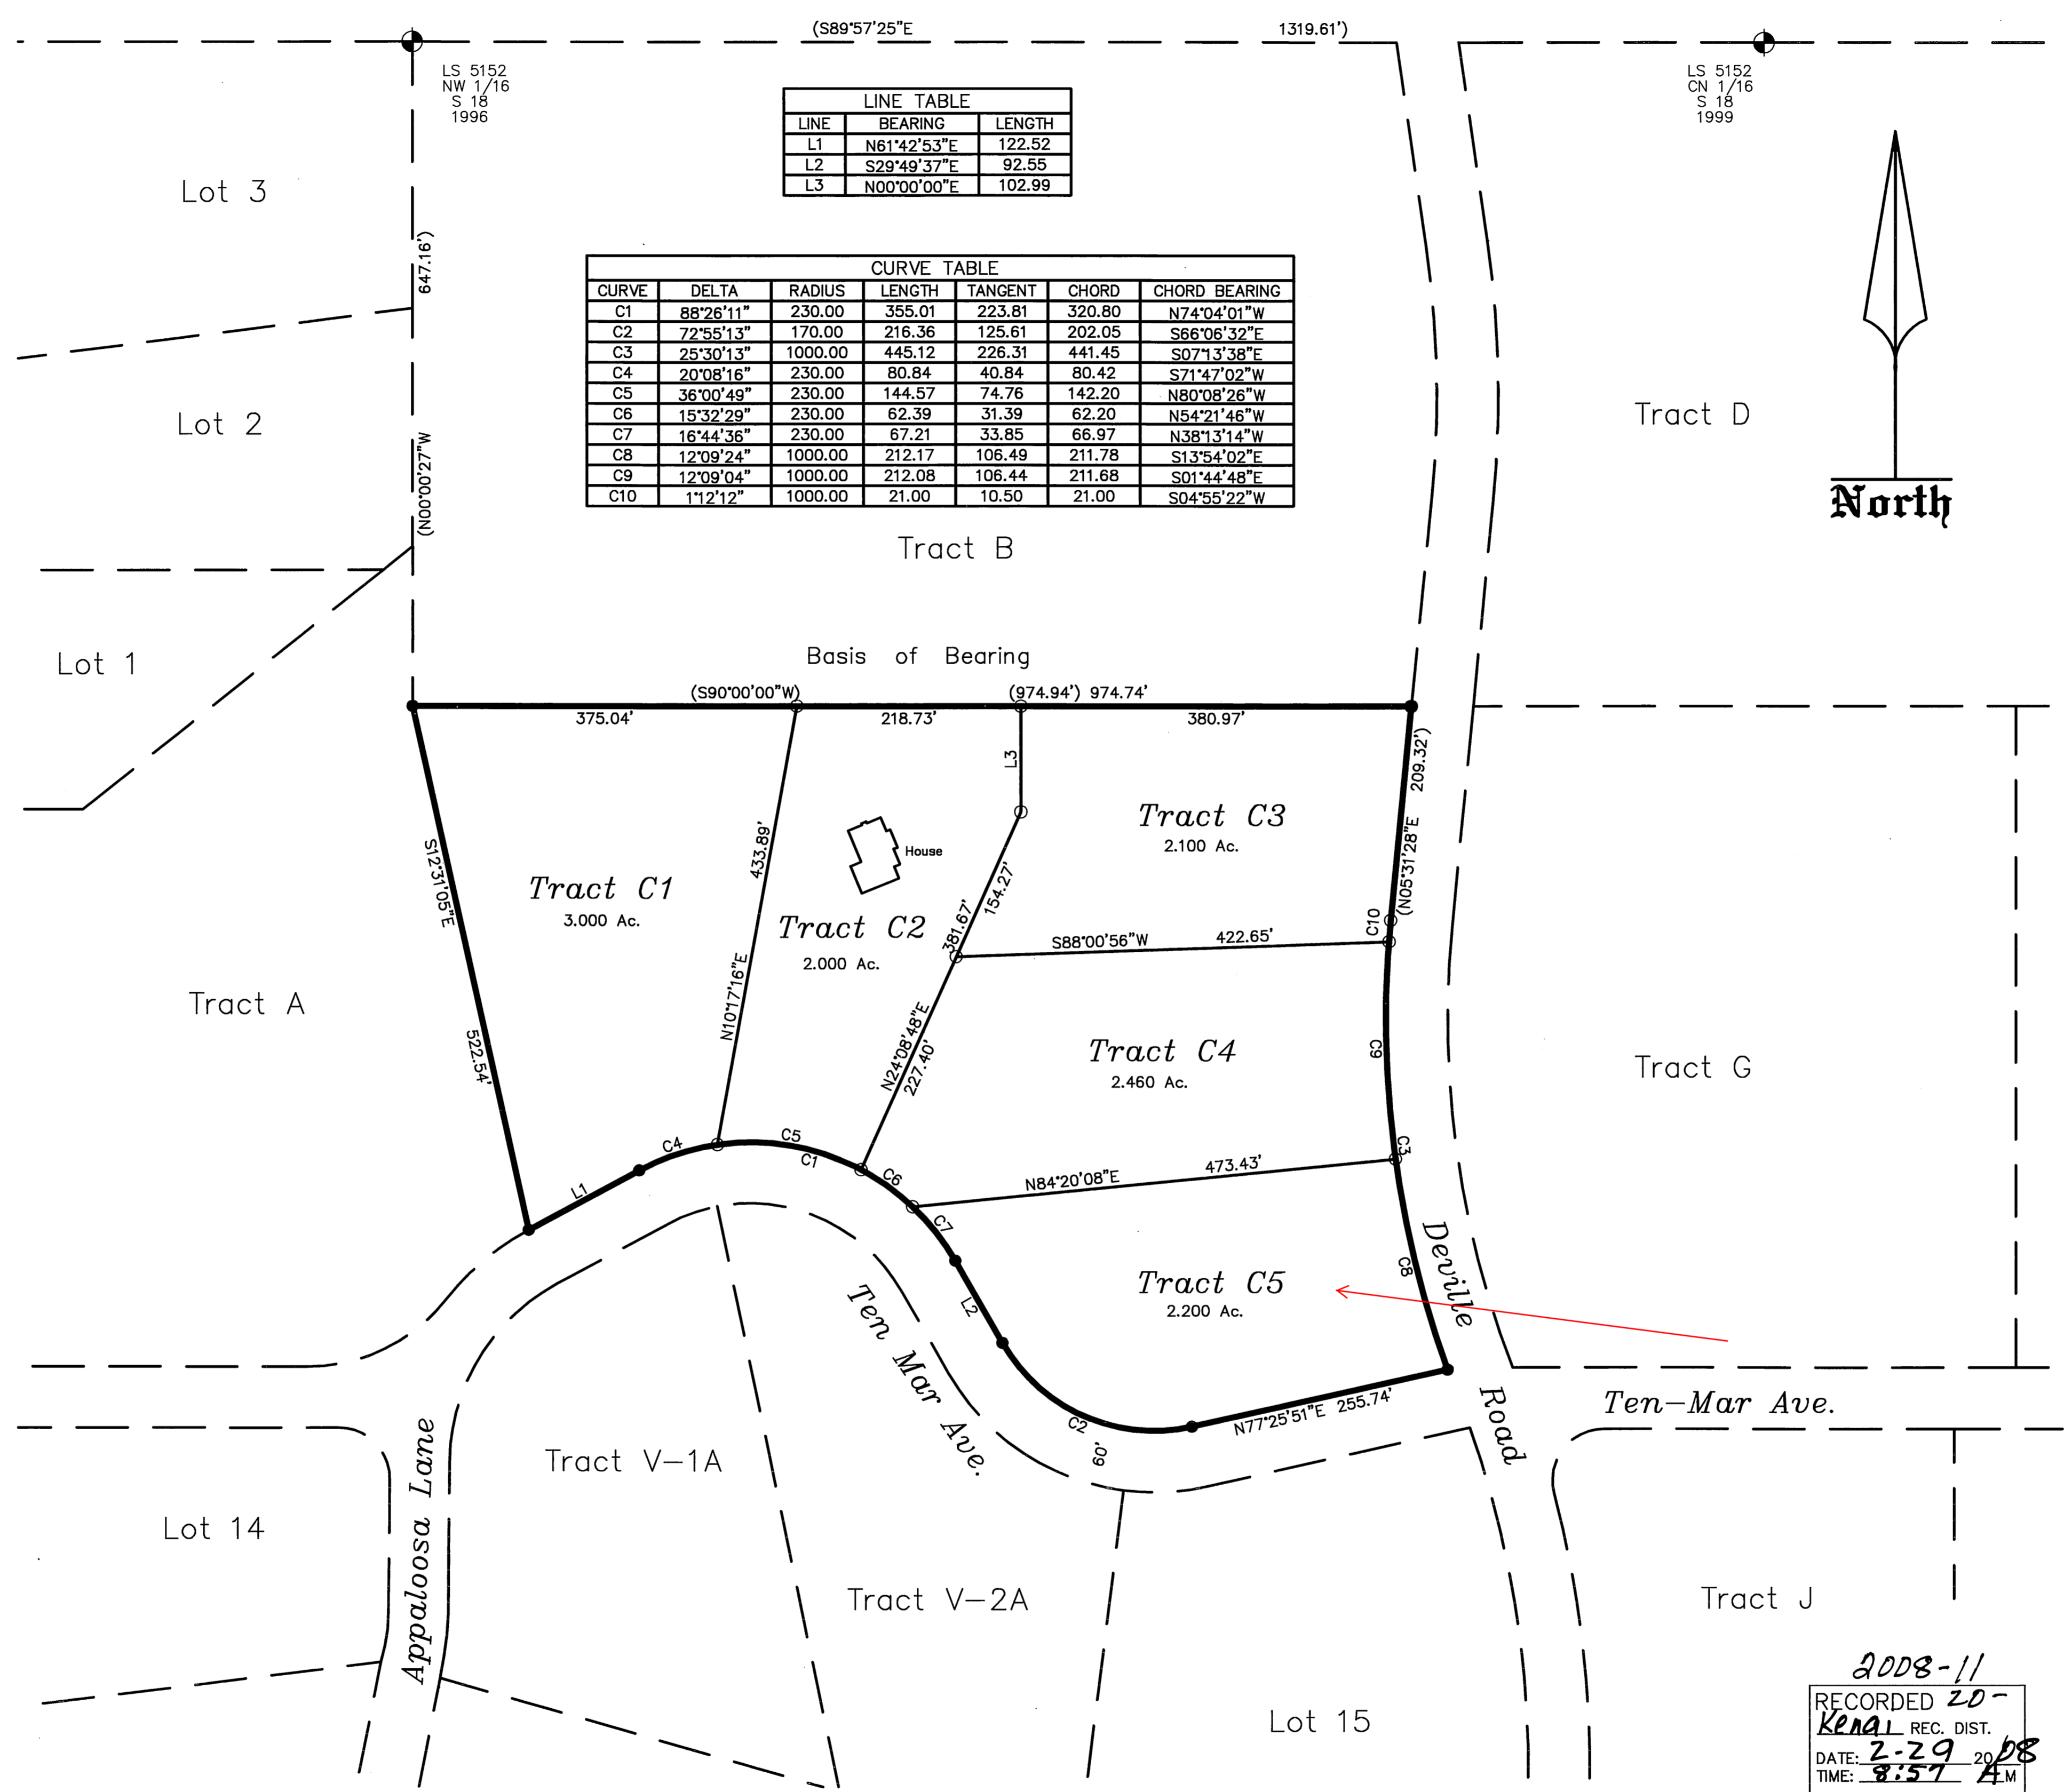 (S89°57'25"E 1319.61')
LS 5152
NW 1/16
S 18
1996
LS 5152
CN 1/16
S 18
1999
LINE TABLE
LINE BEARING LENGTH
L1 N61°42'53"E 122.52
L2 S29°49'37"E 92.55
L3 N00°00'00"E 102.99
Lot 3
647.16')
(N00°00'27"W
CURVE TABLE
CURVE DELTA RADIUS LENGTH TANGENT CHORD CHORD BEARING
C1 88°26'11" 230.00 355.01 223.81 320.80 N74°04'01"W
C2 72°55'13" 170.00 216.36 125.61 202.05 S66°06'32"E
C3 25°30'13" 1000.00 445.12 226.31 441.45 S07°13'38"E
C4 20°08'16" 230.00 80.84 40.84 80.42 S71°47'02"W
C5 36°00'49" 230.00 144.57 74.76 142.20 N80°08'26"W
C6 15°32'29" 230.00 62.39 31.39 62.20 N54°21'46"W
C7 16°44'36" 230.00 67.21 33.85 66.97 N38°13'14"W
C8 12°09'24" 1000.00 212.17 106.49 211.78 S13°54'02"E
C9 12°09'04" 1000.00 212.08 106.44 211.68 S01°44'48"E
C10 1°12'12" 1000.00 21.00 10.50 21.00 S04°55'22"W
Lot 2
Tract D
North
Tract B
Lot 1
Basis of Bearing
(S90°00'00"W) (974.94') 974.74'
375.04' 218.73' 380.97'
L3
209.32')
(N05°31'28"E
Tract C3
2.100 Ac.
House
433.89'
N10°17'16"E
S12°31'05"E
522.54'
Tract C1
3.000 Ac.
Tract C2
2.000 Ac.
154.27'
381.67'
C10
S88°00'56"W 422.65'
Tract A
N24°08'48"E
227.40'
Tract C4
2.460 Ac.
C9
Tract G
C4
C5
C1
C3
C6
L1
N84°20'08"E 473.43'
C7
L2
Tract C5
2.200 Ac.
C8
Deville
Road
Ten Mar Ave.
C2
60'
N77°25'51"E 255.74'
Ten-Mar Ave.
Appaloosa Lane
Tract V-1A
Lot 14
Tract V-2A
Tract J
Lot 15
2008-11
RECORDED 20-
Kenai REC. DIST.
DATE: 2-29 2008
TIME: 8:57 AM